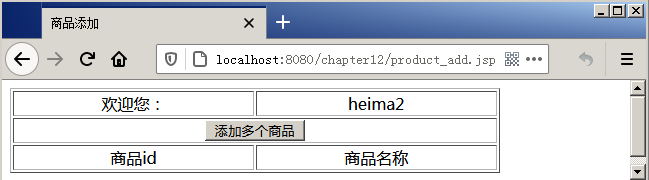 商品添加
localhost:8080/chapter12/product_add.jsp
欢迎您： heima2
添加多个商品
商品id 商品名称